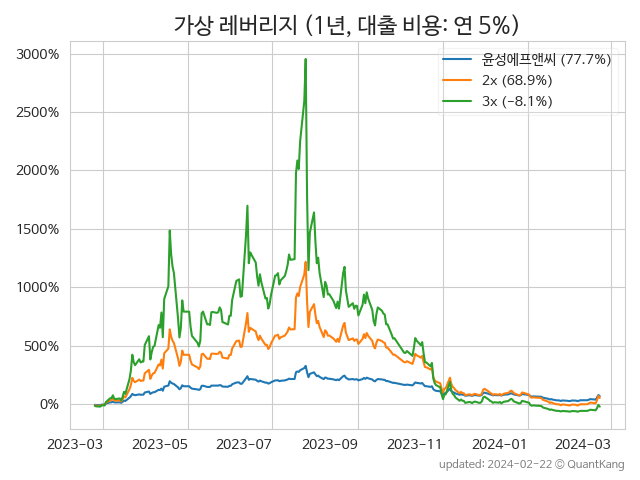 가상 레버리지 (1년, 대출 비용: 연 5%)
윤성에프앤씨 (77.7%)
2x (68.9%)
3x (-8.1%)
3000%
2500%
2000%
1500%
1000%
500%
0%
2023-03 2023-05 2023-07 2023-09 2023-11 2024-01 2024-03
updated: 2024-02-22 © QuantKang